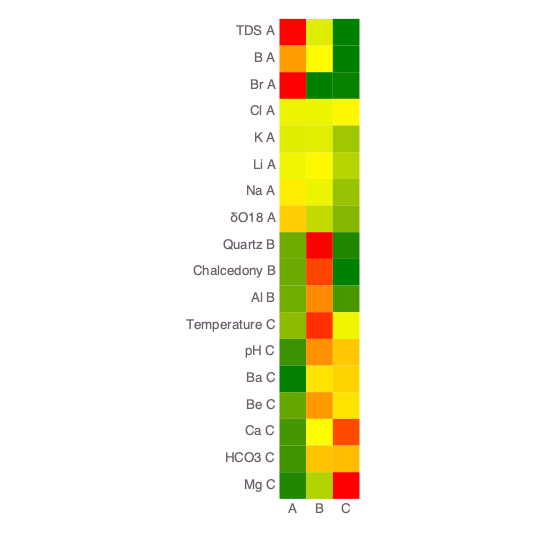 TDS A
B A
Br A
Cl A
K A
Li A
Na A
δO18 A
Quartz B
Chalcedony B
Al B
Temperature C
pH C
Ba C
Be C
Ca C
HCO3 C
Mg C
A B C